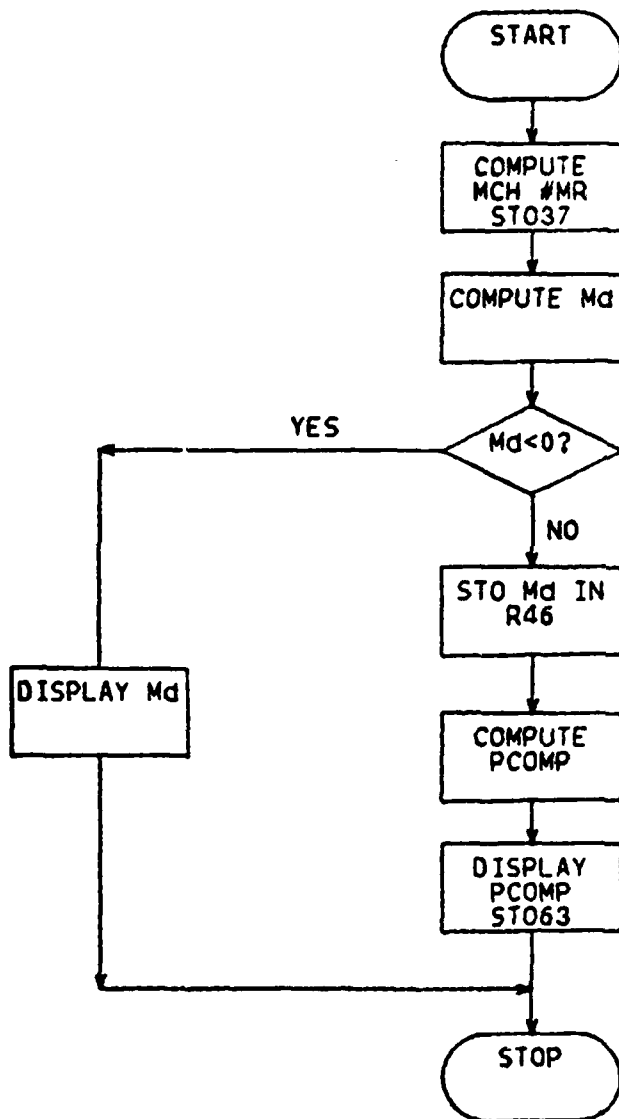 START
COMPUTE
MCH #MR
STO37
COMPUTE Md
Md<0?
YES
NO
STO Md IN
R46
DISPLAY Md
COMPUTE
PCOMP
DISPLAY
PCOMP
STO63
STOP